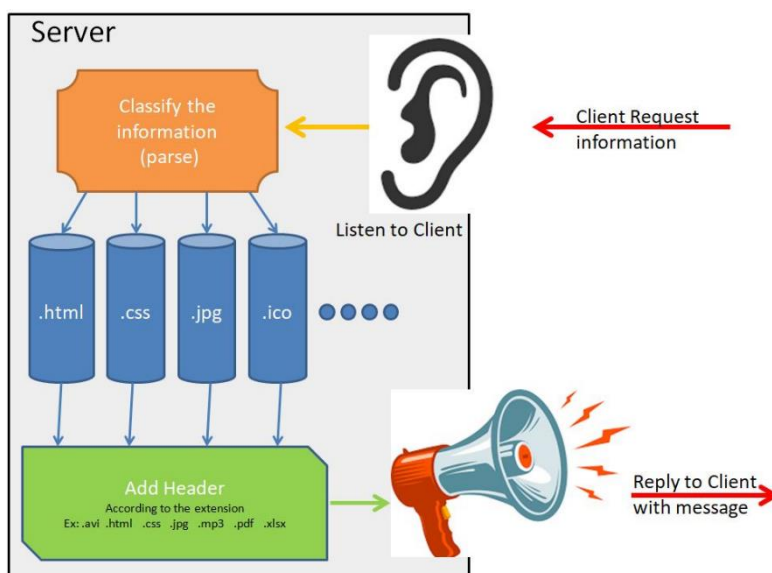 Server
Classify the
information
(parse)
Client Request
information
Listen to Client
.html
.css
.jpg
.ico
Add Header
According to the extension
Ex: .avi .html .css .jpg .mp3 .pdf .xlsx
Reply to Client
with message